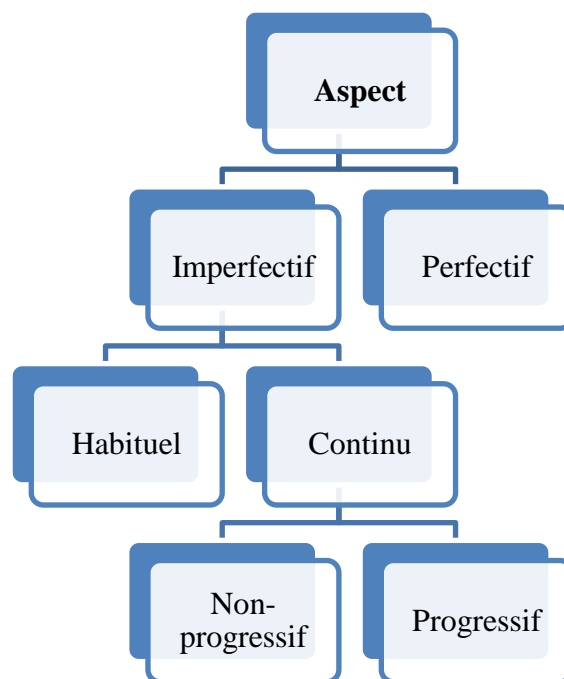 Aspect
Imperfectif
Perfectif
Habituel
Continu
Non-
progressif
Progressif